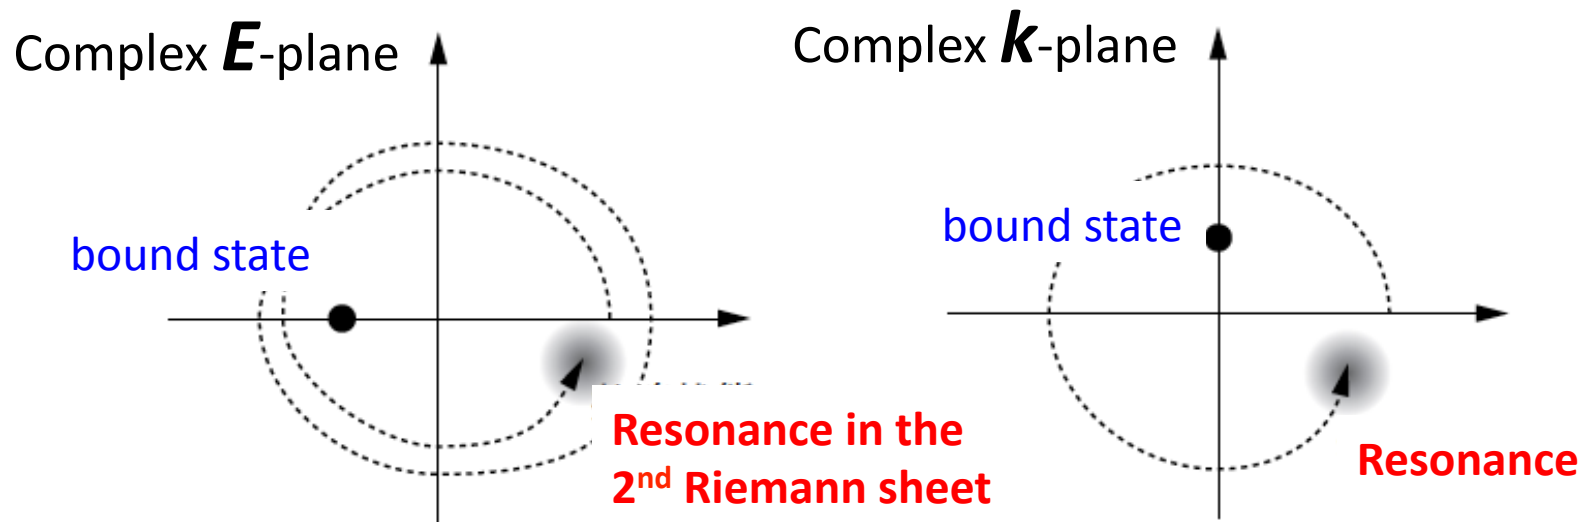 Complex E-plane
Complex k-plane
bound state
bound state
Resonance in the
2nd Riemann sheet
Resonance